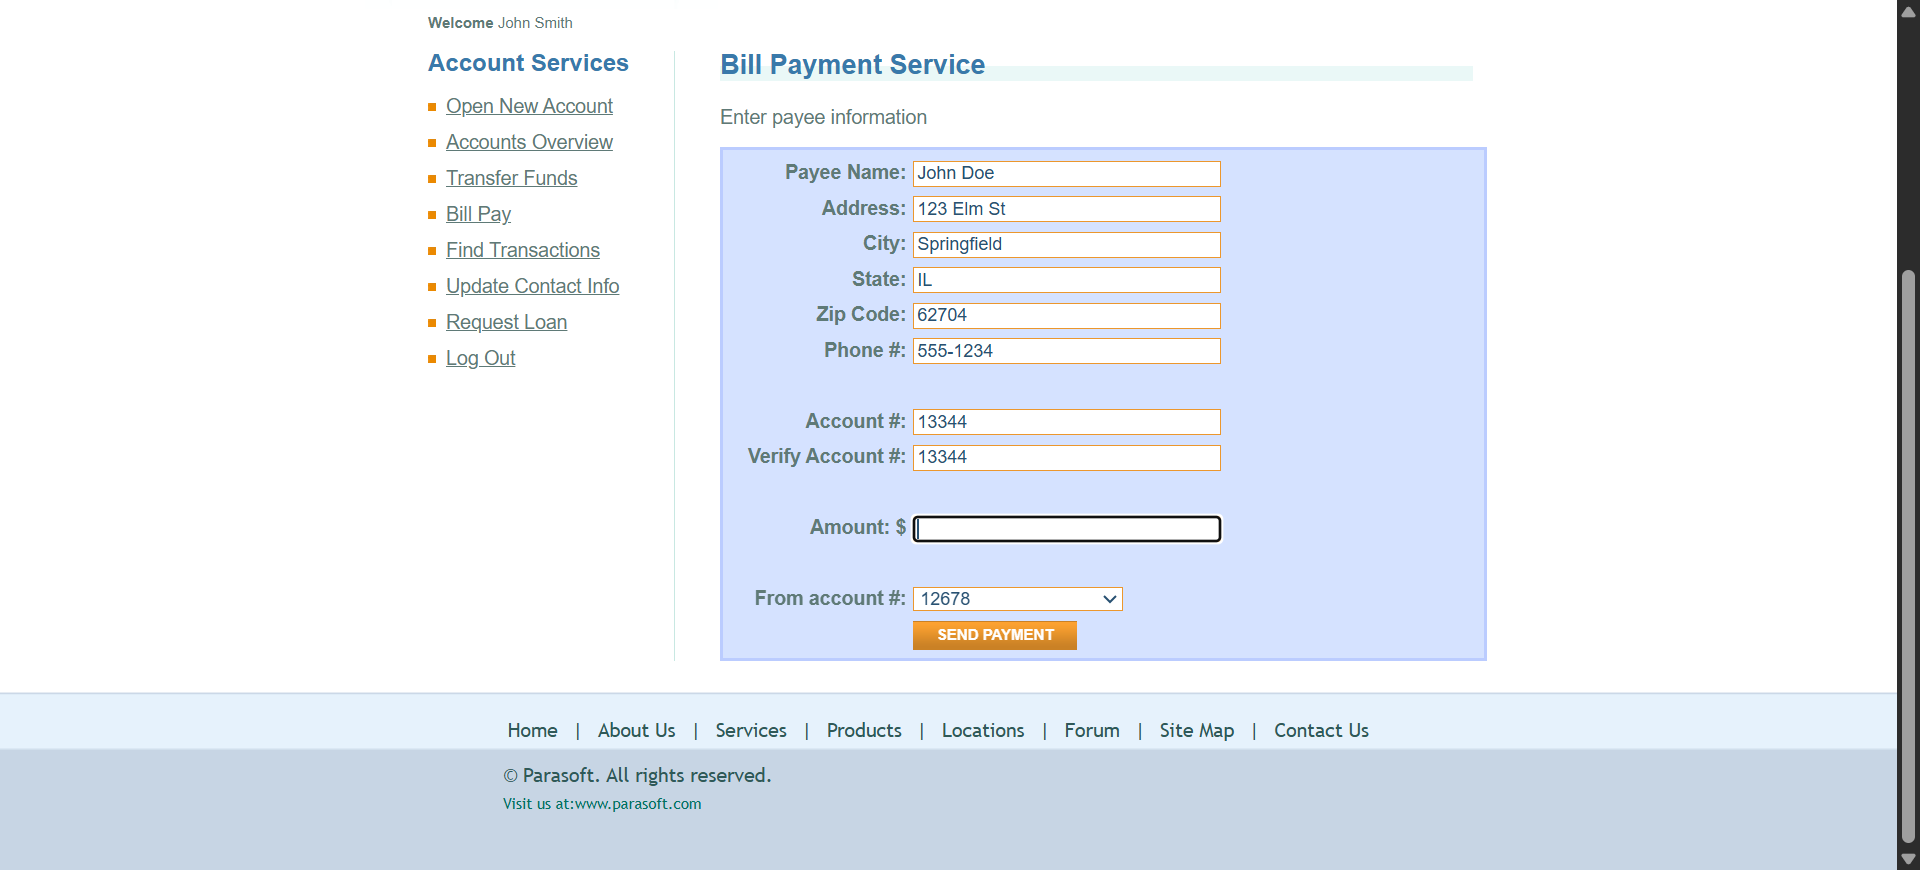 Welcome John Smith
Account Services
Open New Account
Accounts Overview
Transfer Funds
Bill Pay
Find Transactions
Update Contact Info
Request Loan
Log Out
Bill Payment Service
Enter payee information
Payee Name: John Doe
Address: 123 Elm St
City: Springfield
State: IL
Zip Code: 62704
Phone #: 555-1234
Account #: 13344
Verify Account #: 13344
Amount: $
From account #: 12678
SEND PAYMENT
Home | About Us | Services | Products | Locations | Forum | Site Map | Contact Us
© Parasoft. All rights reserved.
Visit us at:www.parasoft.com